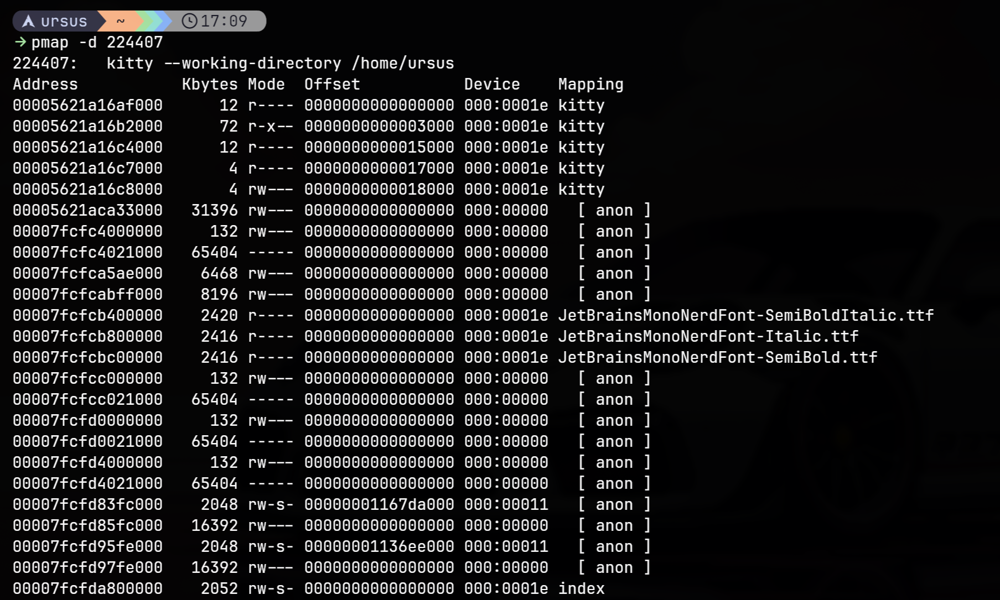 ursus ~ 17:09
→ pmap -d 224407
224407:   kitty --working-directory /home/ursus
Address           Kbytes Mode  Offset           Device    Mapping
00005621a16af000      12 r---- 0000000000000000 000:0001e kitty
00005621a16b2000      72 r-x-- 0000000000003000 000:0001e kitty
00005621a16c4000      12 r---- 0000000000015000 000:0001e kitty
00005621a16c7000       4 r---- 0000000000017000 000:0001e kitty
00005621a16c8000       4 rw--- 0000000000018000 000:0001e kitty
00005621aca33000   31396 rw--- 0000000000000000 000:00000   [ anon ]
00007fcfc4000000     132 rw--- 0000000000000000 000:00000   [ anon ]
00007fcfc4021000   65404 ----- 0000000000000000 000:00000   [ anon ]
00007fcfca5ae000    6468 rw--- 0000000000000000 000:00000   [ anon ]
00007fcfcabff000    8196 rw--- 0000000000000000 000:00000   [ anon ]
00007fcfcb400000    2420 r---- 0000000000000000 000:0001e JetBrainsMonoNerdFont-SemiBoldItalic.ttf
00007fcfcb800000    2416 r---- 0000000000000000 000:0001e JetBrainsMonoNerdFont-Italic.ttf
00007fcfcbc00000    2416 r---- 0000000000000000 000:0001e JetBrainsMonoNerdFont-SemiBold.ttf
00007fcfcc000000     132 rw--- 0000000000000000 000:00000   [ anon ]
00007fcfcc021000   65404 ----- 0000000000000000 000:00000   [ anon ]
00007fcfd0000000     132 rw--- 0000000000000000 000:00000   [ anon ]
00007fcfd0021000   65404 ----- 0000000000000000 000:00000   [ anon ]
00007fcfd4000000     132 rw--- 0000000000000000 000:00000   [ anon ]
00007fcfd4021000   65404 ----- 0000000000000000 000:00000   [ anon ]
00007fcfd83fc000    2048 rw-s- 00000001167da000 000:00011   [ anon ]
00007fcfd85fc000   16392 rw--- 0000000000000000 000:00000   [ anon ]
00007fcfd95fe000    2048 rw-s- 00000001136ee000 000:00011   [ anon ]
00007fcfd97fe000   16392 rw--- 0000000000000000 000:00000   [ anon ]
00007fcfda800000    2052 rw-s- 0000000000000000 000:0001e index